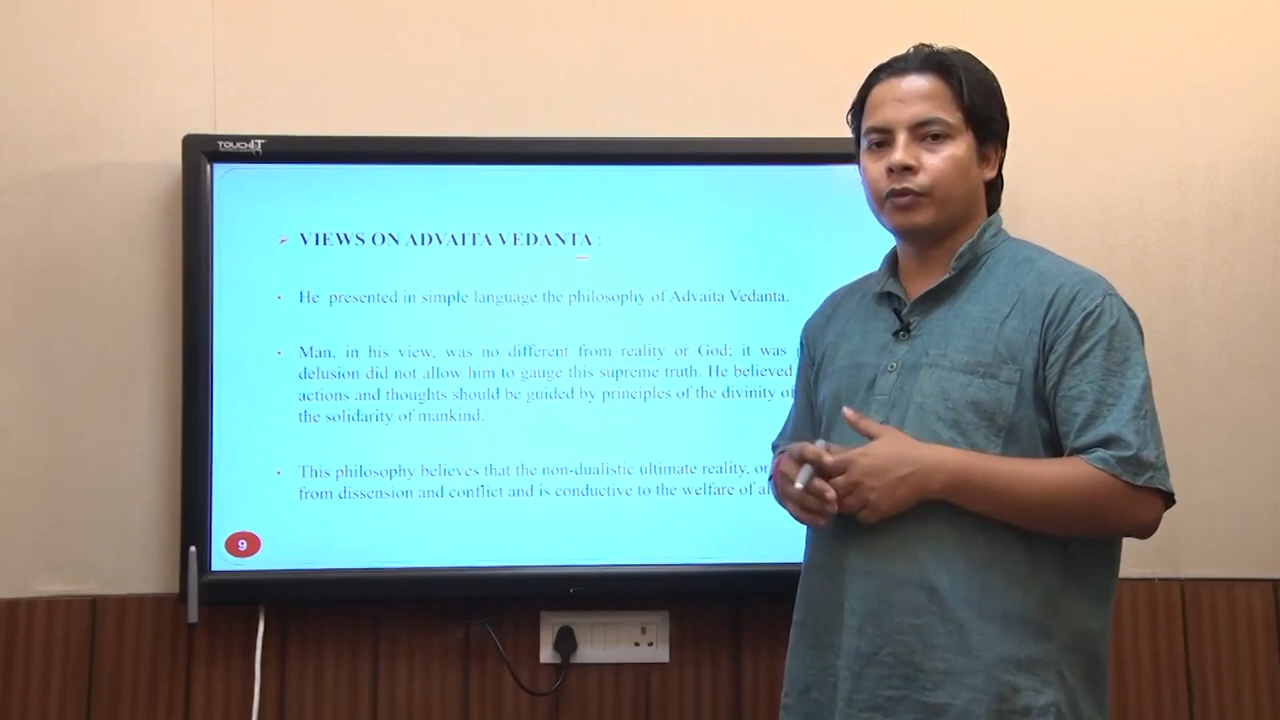 TOUCHIT
➢ VIEWS ON ADVAITA VEDANTA :
• He presented in simple language the philosophy of Advaita Vedanta.
• Man, in his view, was no different from reality or God; it was
delusion did not allow him to gauge this supreme truth. He believed
actions and thoughts should be guided by principles of the divinity of
the solidarity of mankind.
• This philosophy believes that the non-dualistic ultimate reality, or
from dissension and conflict and is conductive to the welfare of
9